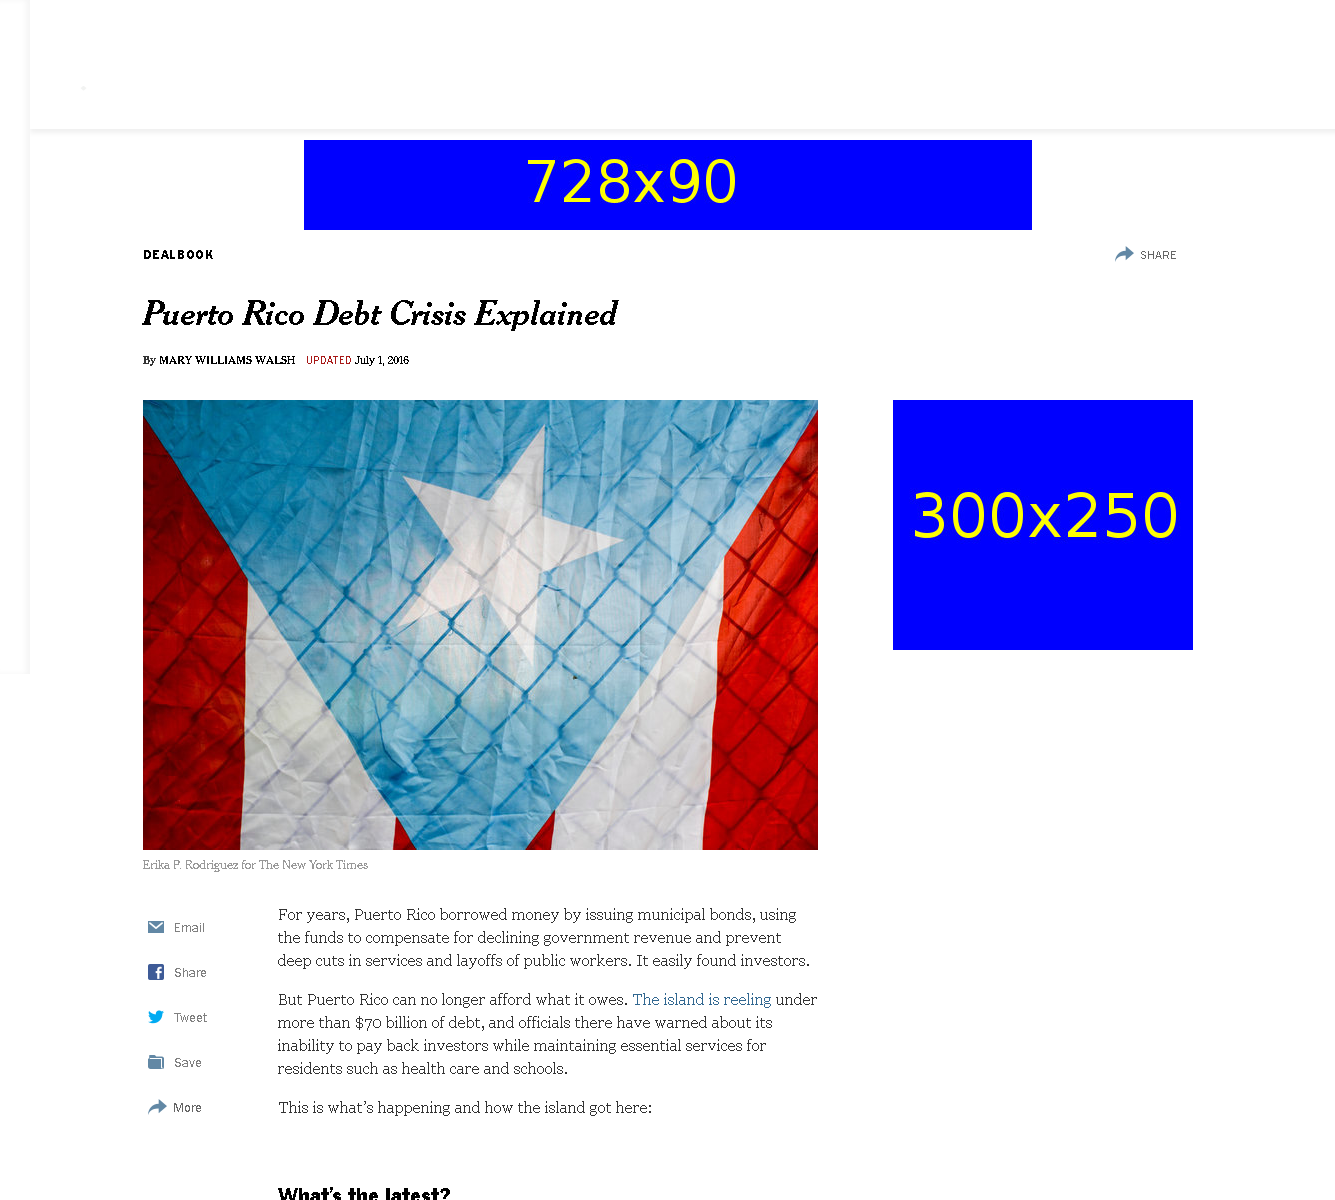 728x90
DEALBOOK
SHARE
Puerto Rico Debt Crisis Explained
By MARY WILLIAMS WALSH UPDATED July 1, 2016
300x250
Erika P. Rodriguez for The New York Times
Email
Share
Tweet
Save
More
For years, Puerto Rico borrowed money by issuing municipal bonds, using
the funds to compensate for declining government revenue and prevent
deep cuts in services and layoffs of public workers. It easily found investors.
But Puerto Rico can no longer afford what it owes. The island is reeling under
more than $70 billion of debt, and officials there have warned about its
inability to pay back investors while maintaining essential services for
residents such as health care and schools.
This is what’s happening and how the island got here:
What’s the latest?